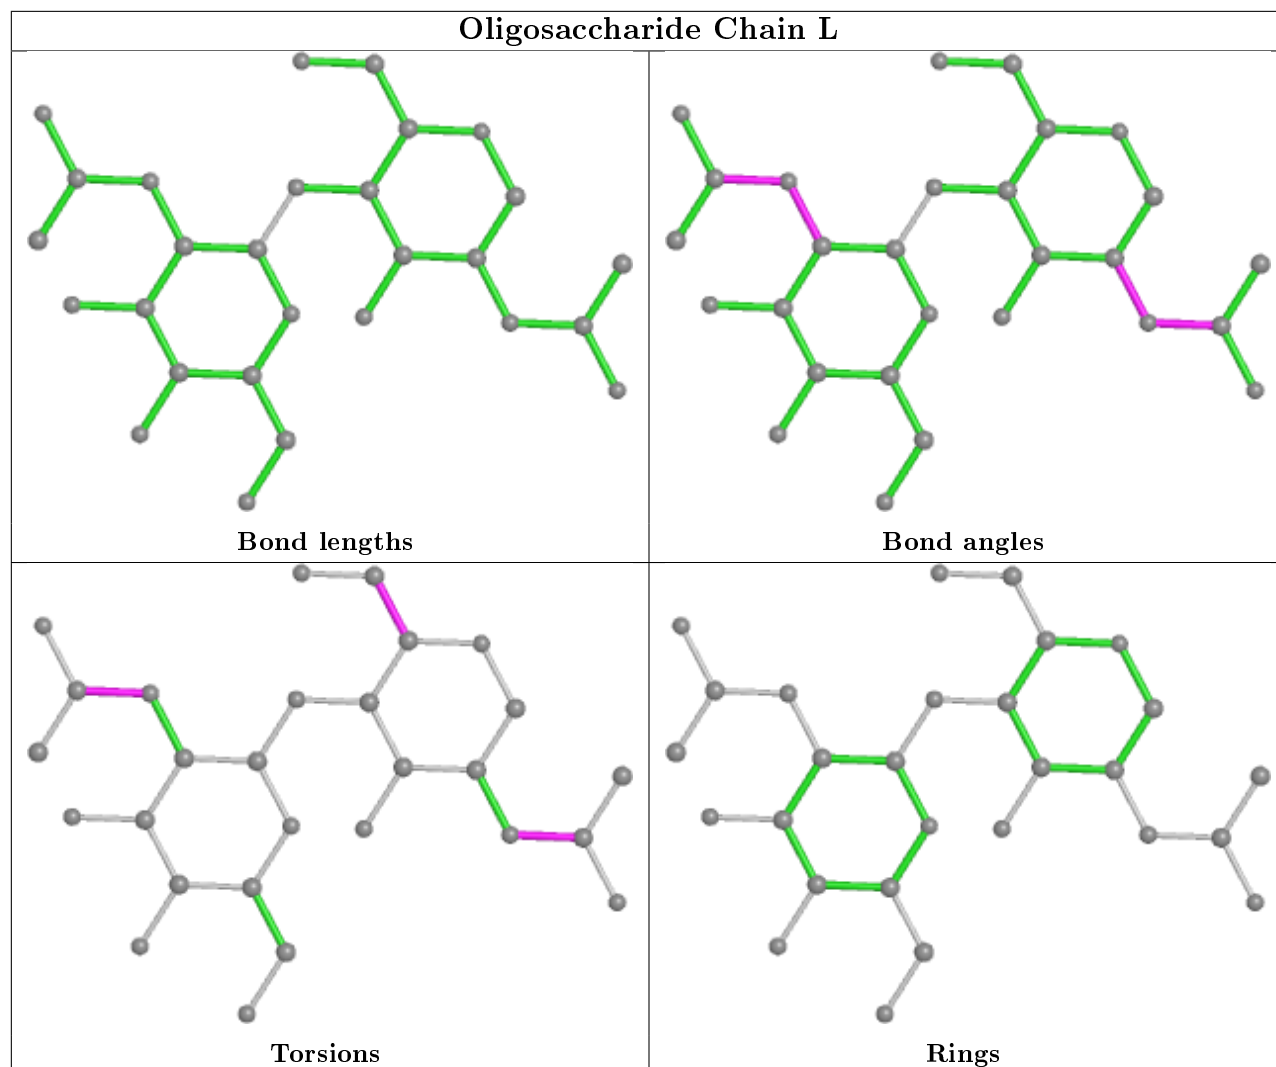 Oligosaccharide Chain L
Bond lengths
Bond angles
Torsions
Rings